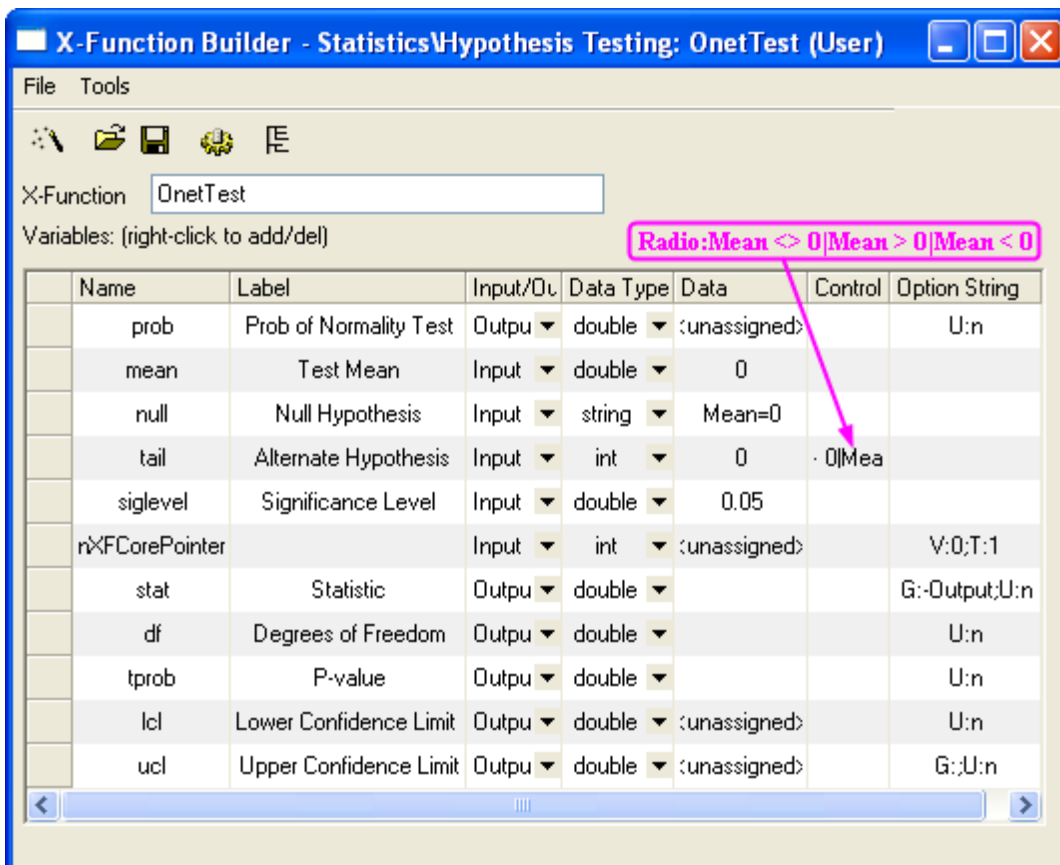 X-Function Builder - Statistics\Hypothesis Testing: OnetTest (User)
File Tools
X-Function OnetTest
Variables: (right-click to add/del)
Radio:Mean <> 0|Mean > 0|Mean < 0
Name Label Input/Ou Data Type Data Control Option String
prob Prob of Normality Test Outpu double <unassigned> U:n
mean Test Mean Input double 0
null Null Hypothesis Input string Mean=0
tail Alternate Hypothesis Input int 0 · 0|Mea
siglevel Significance Level Input double 0.05
nXFCorePointer Input int <unassigned> V:0;T:1
stat Statistic Outpu double G:-Output;U:n
df Degrees of Freedom Outpu double U:n
tprob P-value Outpu double U:n
lcl Lower Confidence Limit Outpu double <unassigned> U:n
ucl Upper Confidence Limit Outpu double <unassigned> G:;U:n